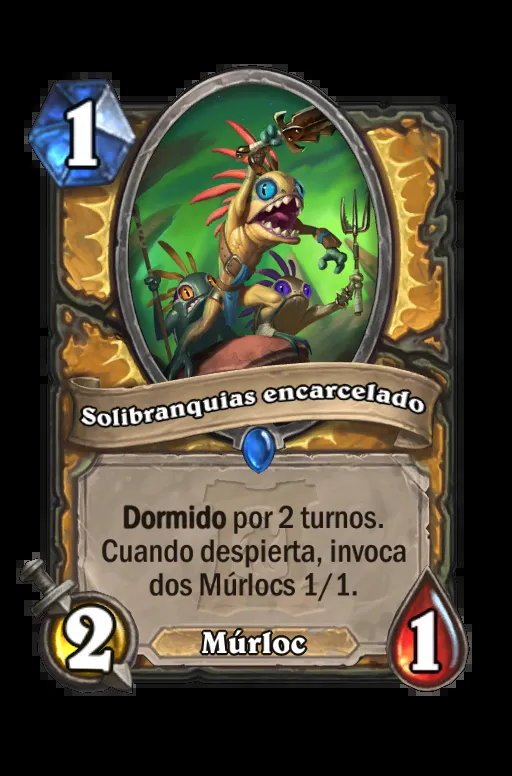 1
Solibranquias encarcelado
Dormido por 2 turnos.
Cuando despierta, invoca
dos Múrlocs 1/1.
2
Múrloc
1